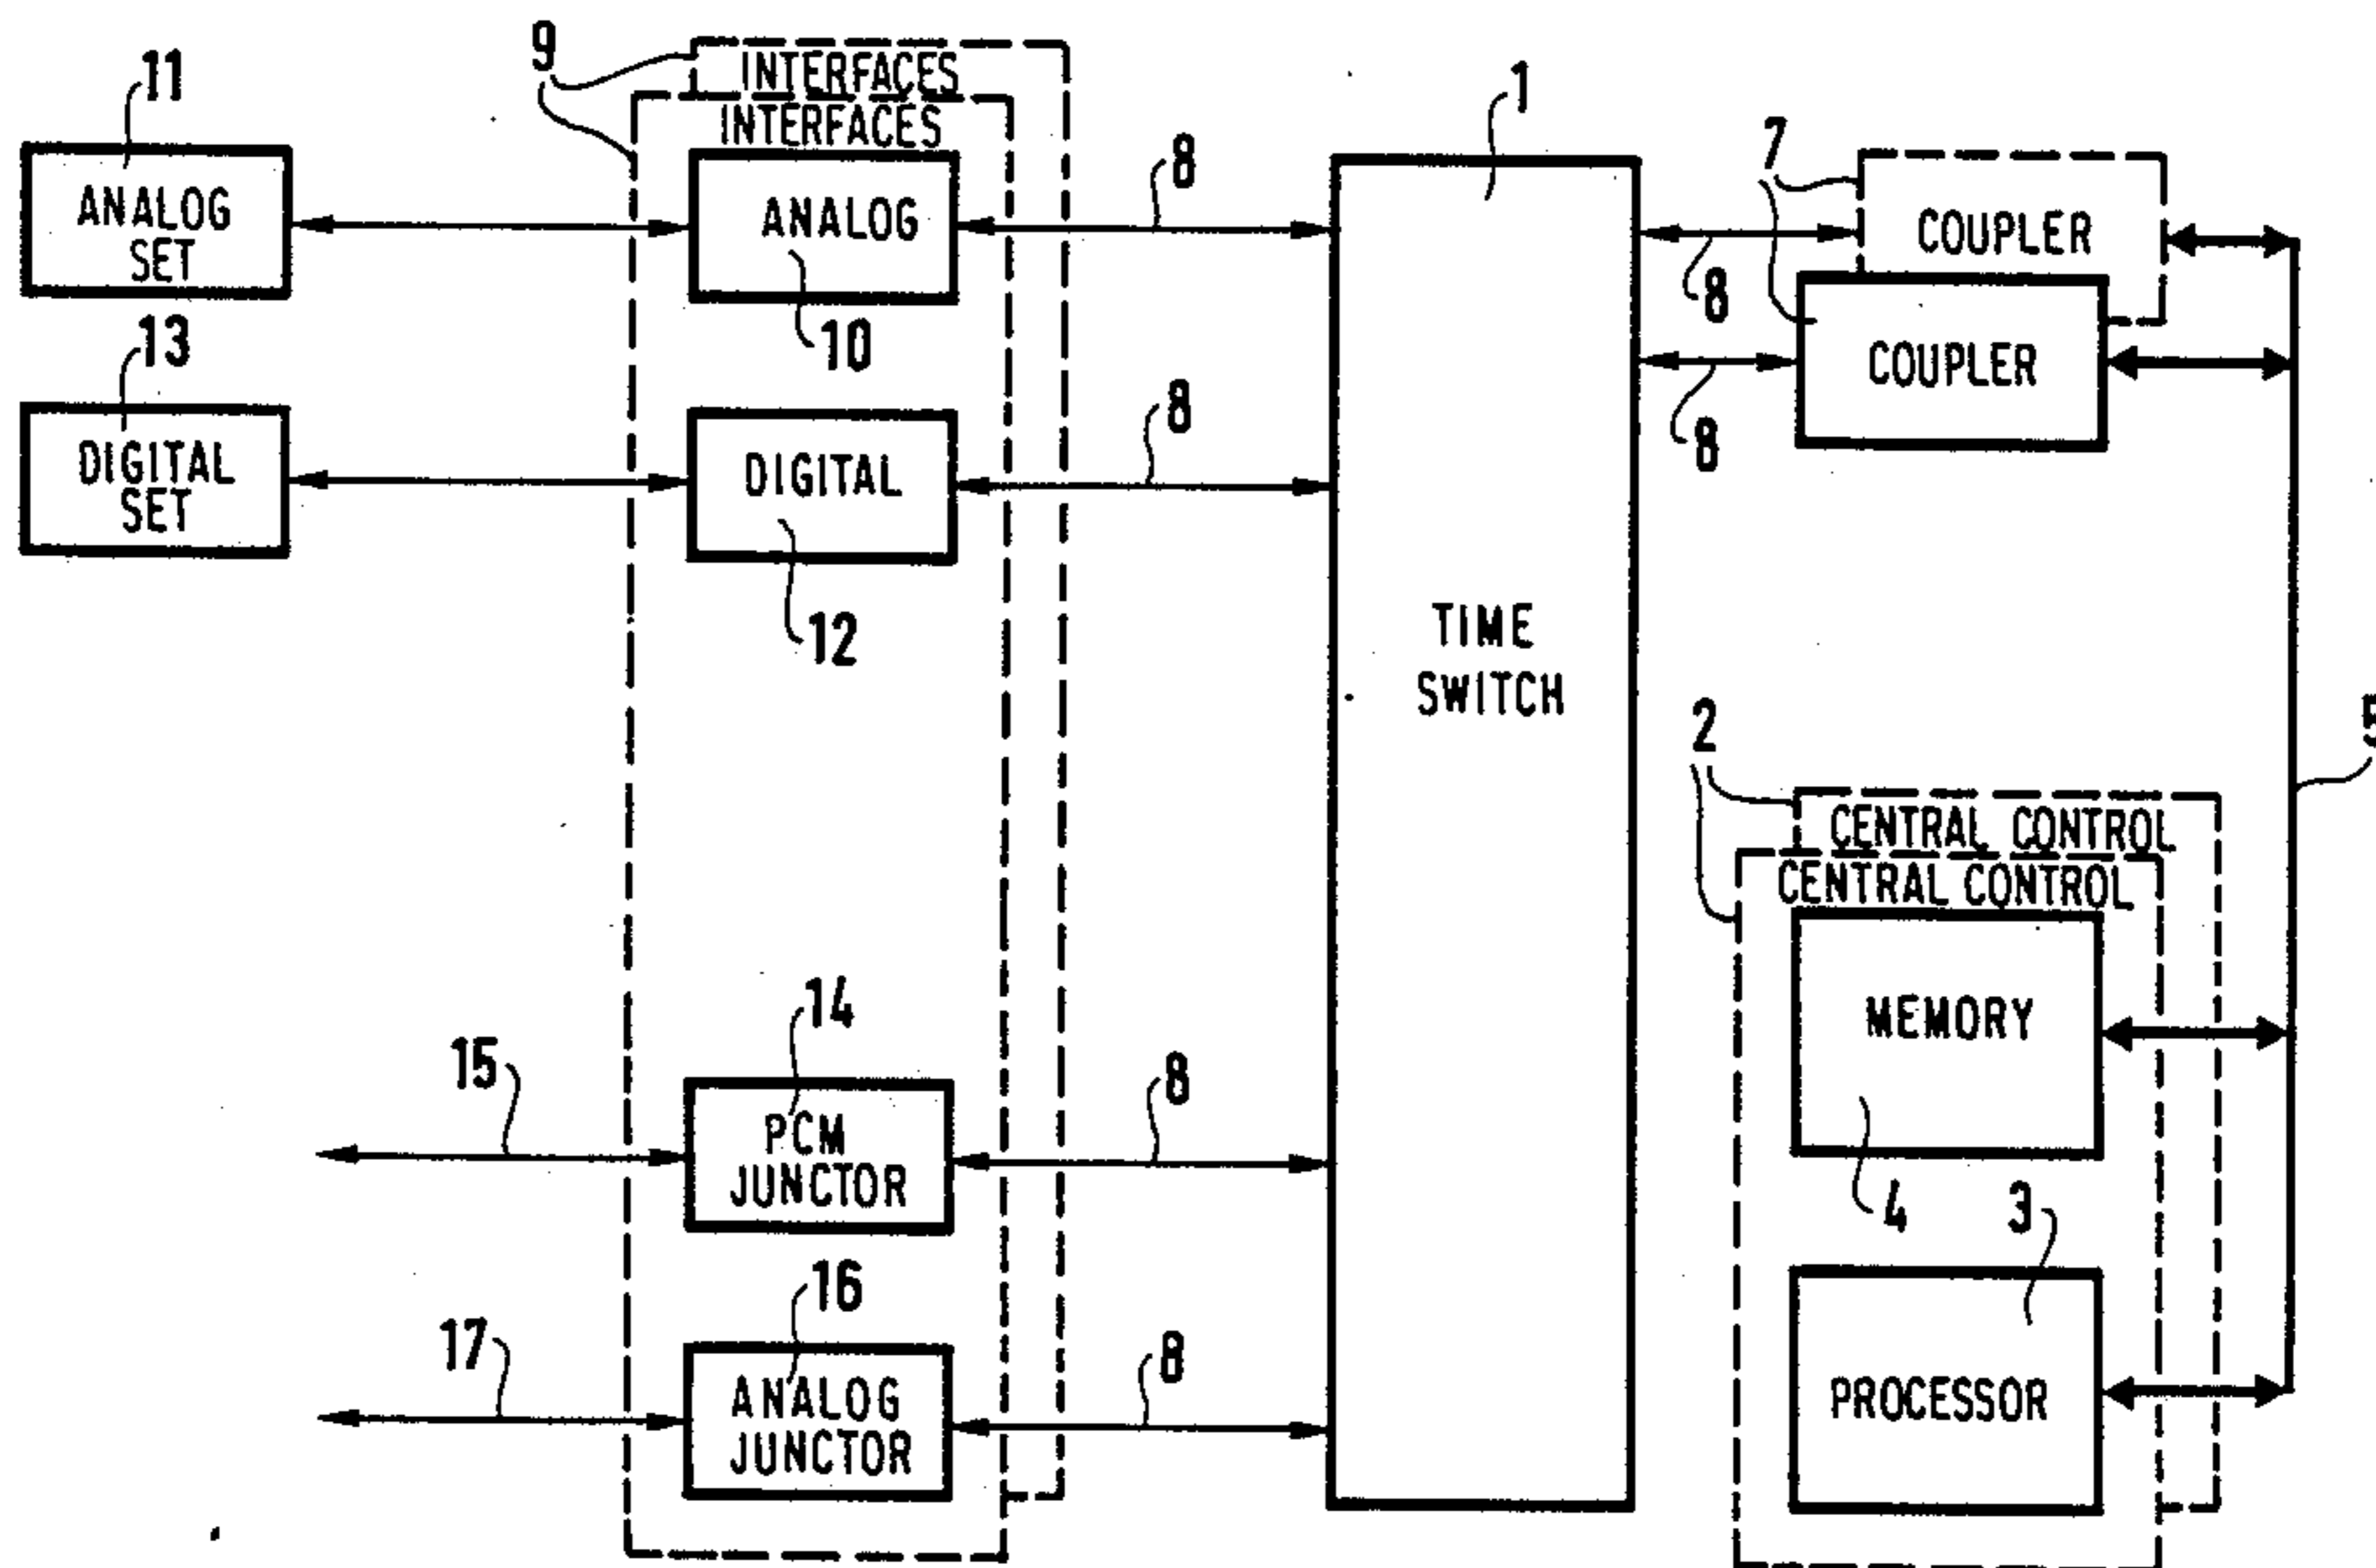 9
INTERFACES
INTERFACES
11
ANALOG
SET
ANALOG
10
8
1
7
COUPLER
8
COUPLER
8
13
DIGITAL
SET
DIGITAL
12
8
TIME
SWITCH
2
5
CENTRAL CONTROL
CENTRAL CONTROL
MEMORY
4
3
PROCESSOR
14
15
PCM
JUNCTOR
8
16
17
ANALOG
JUNCTOR
8